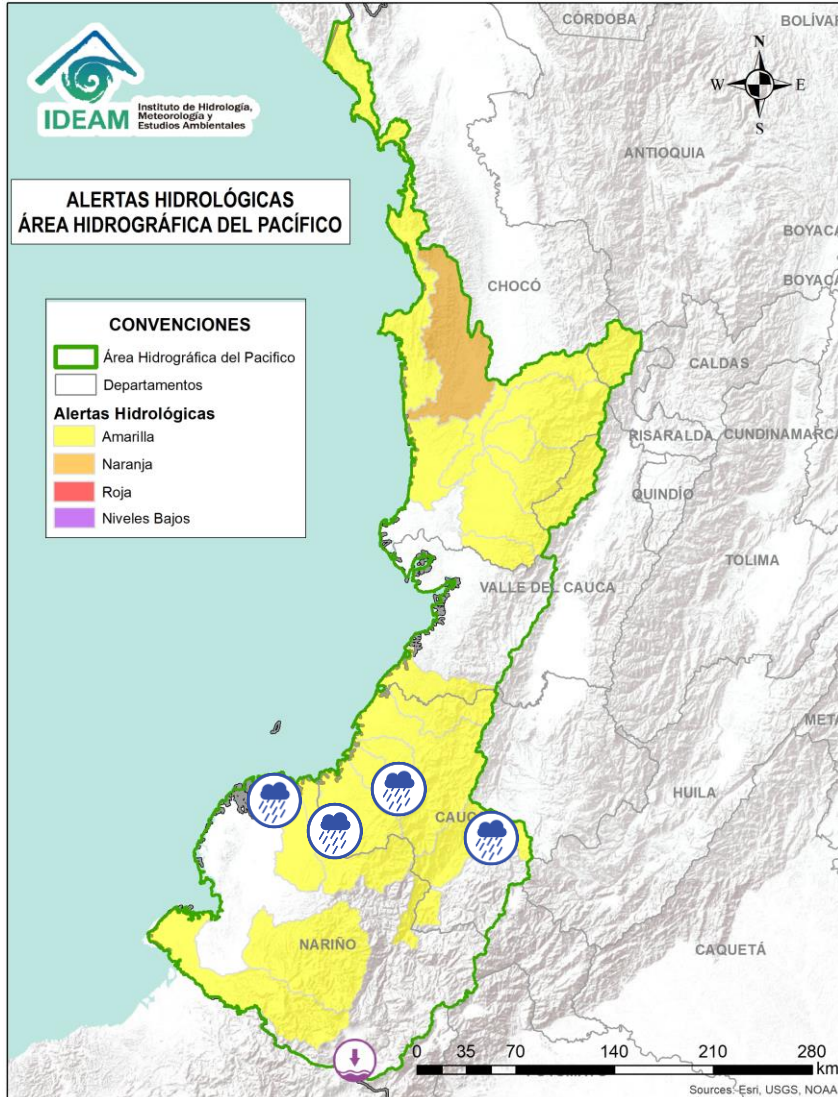 CÓRDOBA
BOLÍVAR
N
W E
S
IDEAM
Instituto de Hidrología,
Meteorología y
Estudios Ambientales
ANTIOQUIA
ALERTAS HIDROLÓGICAS
ÁREA HIDROGRÁFICA DEL PACÍFICO
BOYACÁ
BOYACÁ
CHOCÓ
CONVENCIONES
Área Hidrográfica del Pacifico
Departamentos
Alertas Hidrológicas
Amarilla
Naranja
Roja
Niveles Bajos
CALDAS
RISARALDA
CUNDINAMARCA
QUINDÍO
TOLIMA
VALLE DEL CAUCA
META
HUILA
CAUC
NARIÑO
CAQUETÁ
0 35 70 140 210 280
km
Sources: Esri, USGS, NOAA